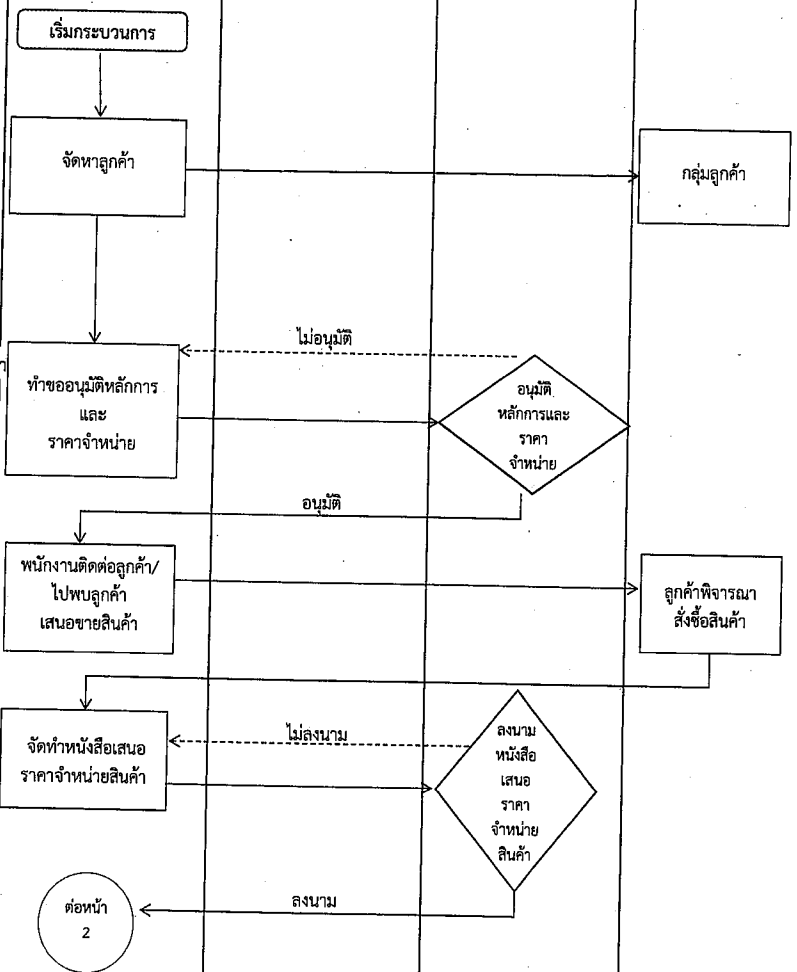 เริ่มกระบวนการ
จัดหาลูกค้า
กลุ่มลูกค้า
ไม่อนุมัติ
ทำขออนุมัติหลักการ
และ
ราคาจำหน่าย
อนุมัติ
หลักการและ
ราคา
จำหน่าย
อนุมัติ
พนักงานติดต่อลูกค้า/
ไปพบลูกค้า
เสนอขายสินค้า
ลูกค้าพิจารณา
สั่งซื้อสินค้า
จัดทำหนังสือเสนอ
ราคาจำหน่ายสินค้า
ไม่ลงนาม
ลงนาม
หนังสือ
เสนอ
ราคา
จำหน่าย
สินค้า
ลงนาม
ต่อหน้า
2